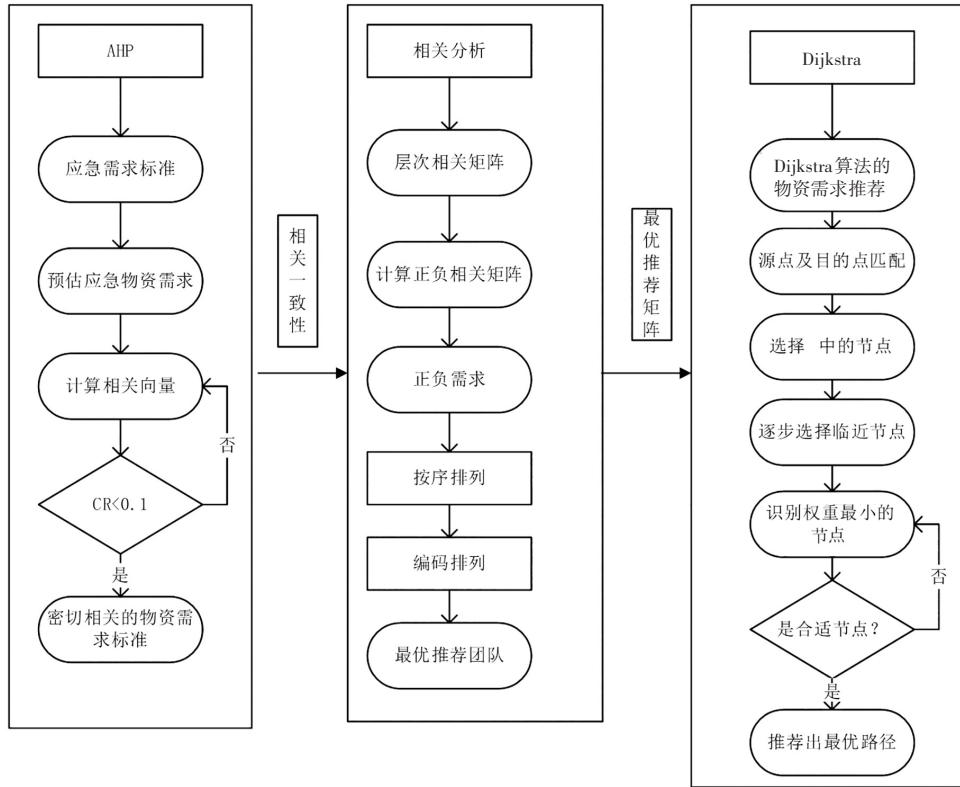 AHP
应急需求标准
预估应急物资需求
计算相关向量
否
CR<0.1
是
密切相关的物资需
求标准
相关一致性
相关分析
层次相关矩阵
计算正负相关矩阵
正负需求
按序排列
编码排列
最优推荐团队
最优推荐矩阵
Dijkstra
Dijkstra算法的
物资需求推荐
源点及目的点匹配
选择 中的节点
逐步选择临近节点
识别权重最小的
节点
否
是合适节点?
是
推荐出最优路径